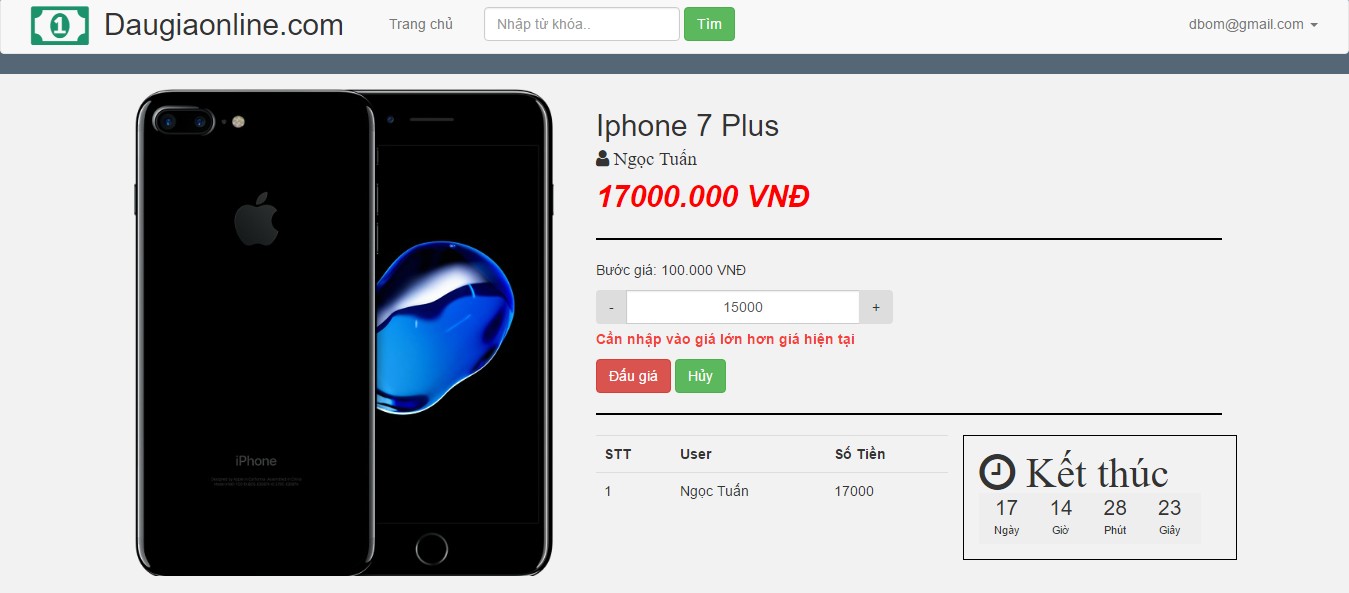 1 Daugiaonline.com Trang chủ Nhập từ khóa.. Tìm dbom@gmail.com
Iphone 7 Plus
Ngọc Tuấn
17000.000 VNĐ
Bước giá: 100.000 VNĐ
- 15000 +
Cần nhập vào giá lớn hơn giá hiện tại
Đấu giá Hủy
iPhone
STT User Số Tiền
1 Ngọc Tuấn 17000
Kết thúc
17 14 28 23
Ngày Giờ Phút Giây